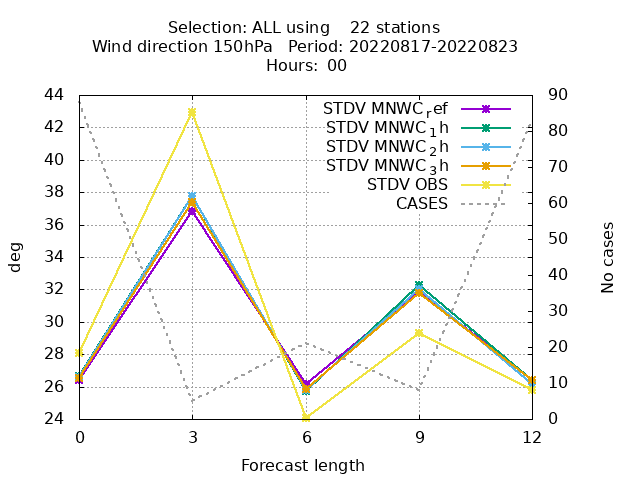 Selection: ALL using    22 stations
Wind direction 150hPa   Period: 20220817-20220823
Hours: 00
44
42
40
38
36
34
32
30
28
26
24
90
80
70
60
50
40
30
20
10
0
deg
No cases
STDV MNWC_ref
STDV MNWC_1h
STDV MNWC_2h
STDV MNWC_3h
STDV OBS
CASES
0 3 6 9 12
Forecast length